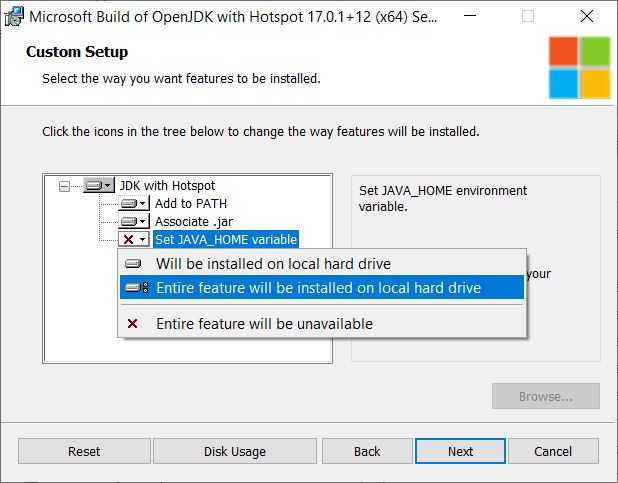 Microsoft Build of OpenJDK with Hotspot 17.0.1+12 (x64) Se...
Custom Setup
Select the way you want features to be installed.
Click the icons in the tree below to change the way features will be installed.
JDK with Hotspot
Add to PATH
Associate .jar
Set JAVA_HOME variable
Set JAVA_HOME environment
variable.
Will be installed on local hard drive
your
Entire feature will be installed on local hard drive
Entire feature will be unavailable
Browse...
Reset
Disk Usage
Back
Next
Cancel